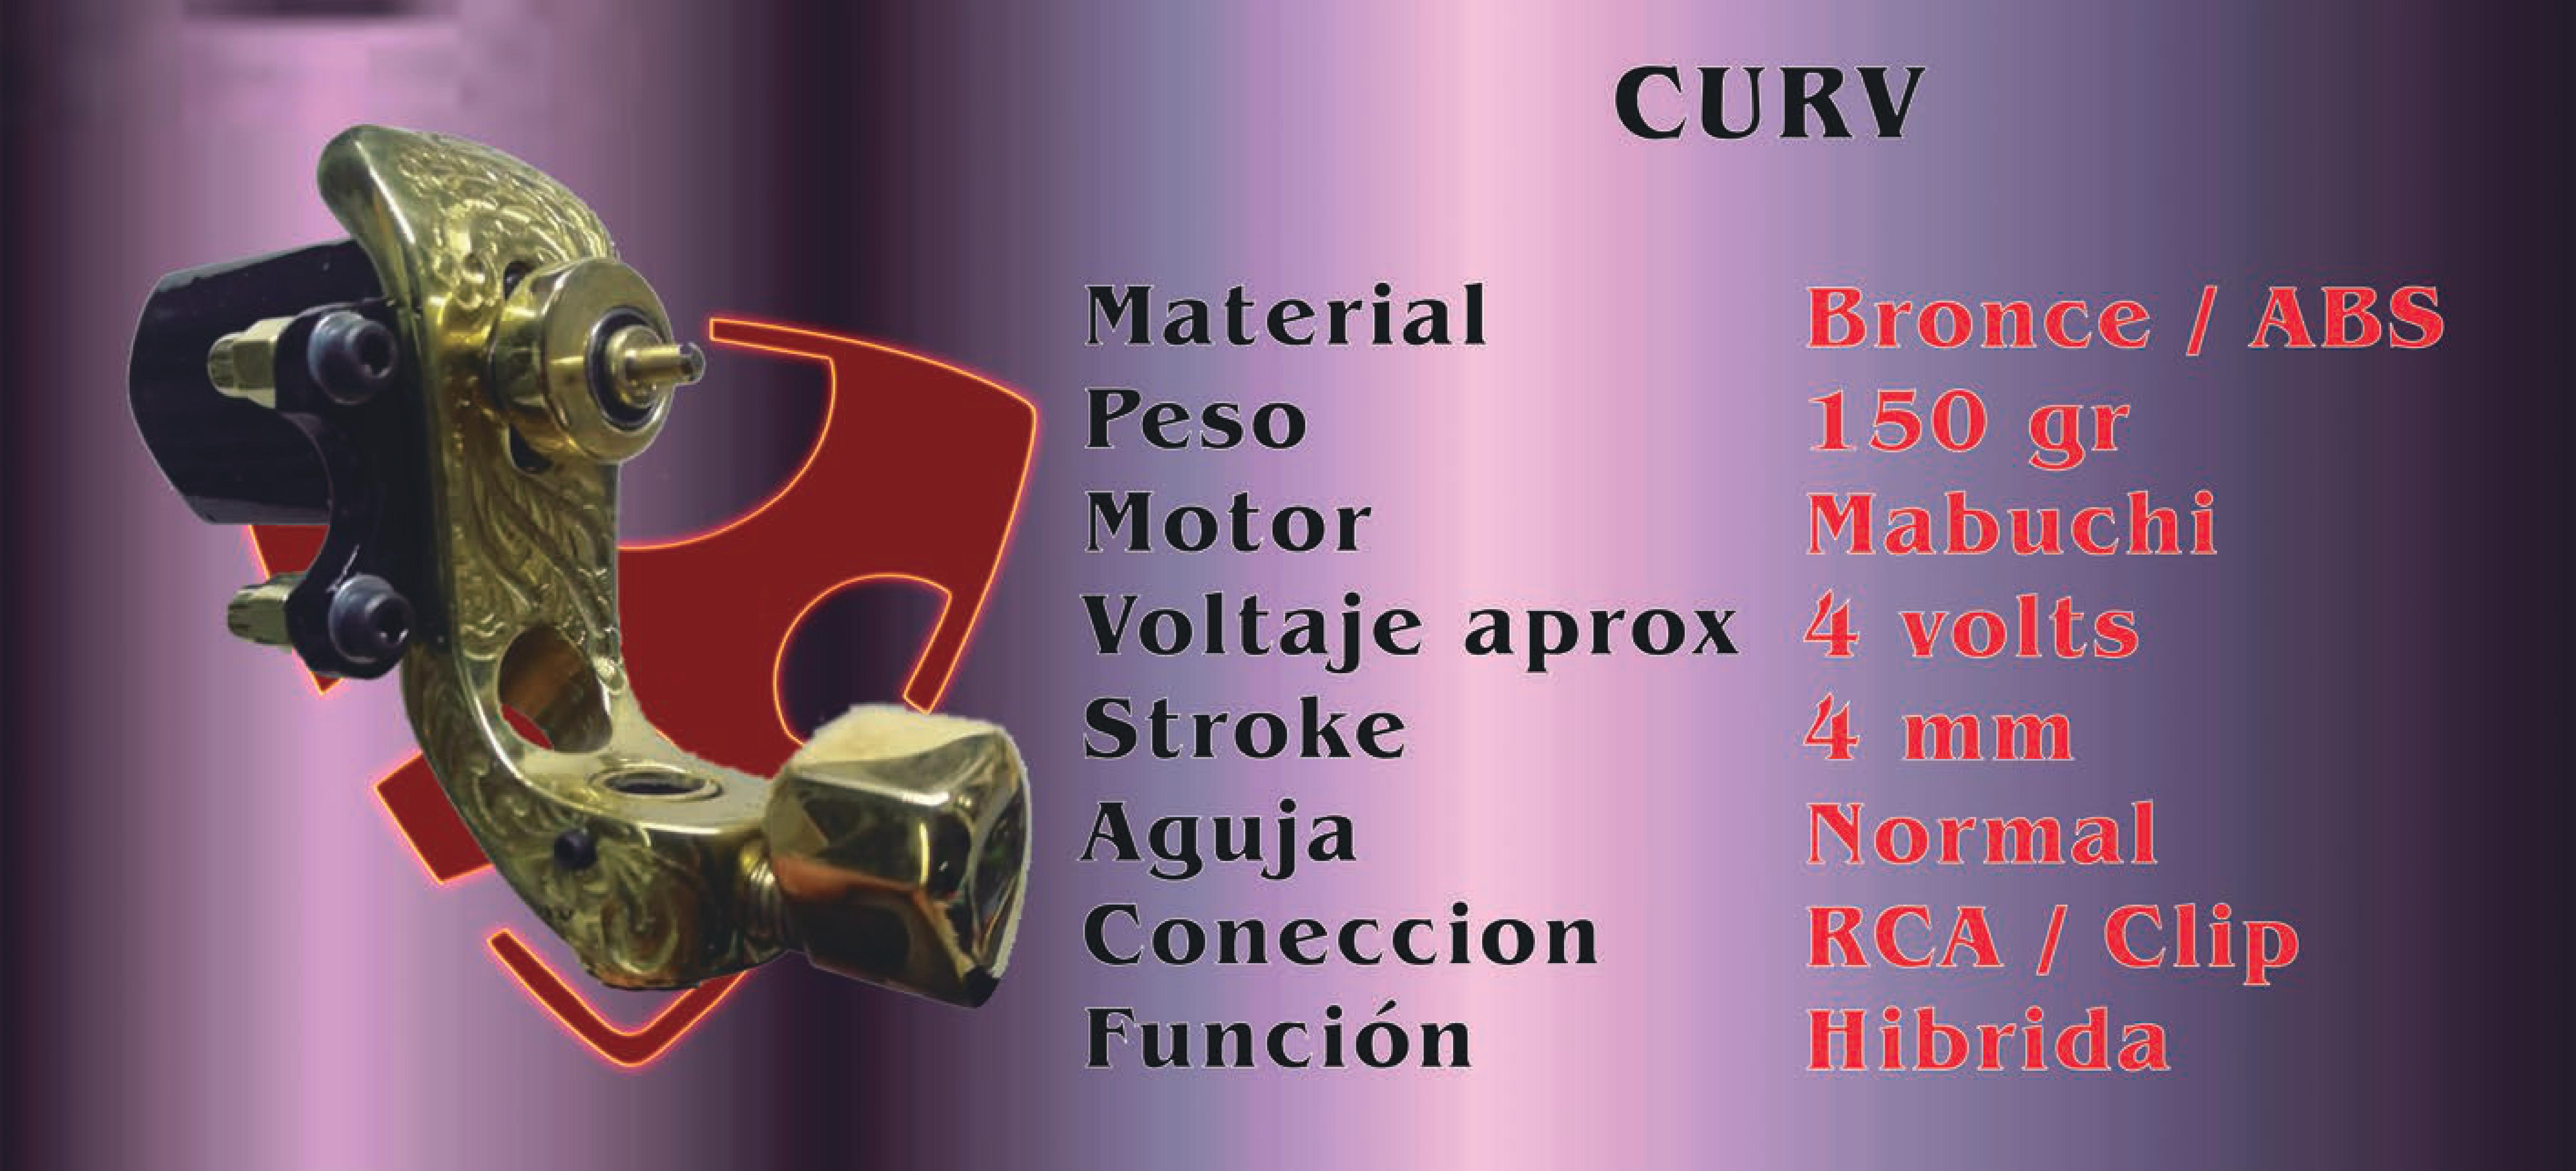 CURV
Material Bronce / ABS
Peso 150 gr
Motor Mabuchi
Voltaje aprox 4 volts
Stroke 4 mm
Aguja Normal
Coneccion RCA / Clip
Función Hibrida